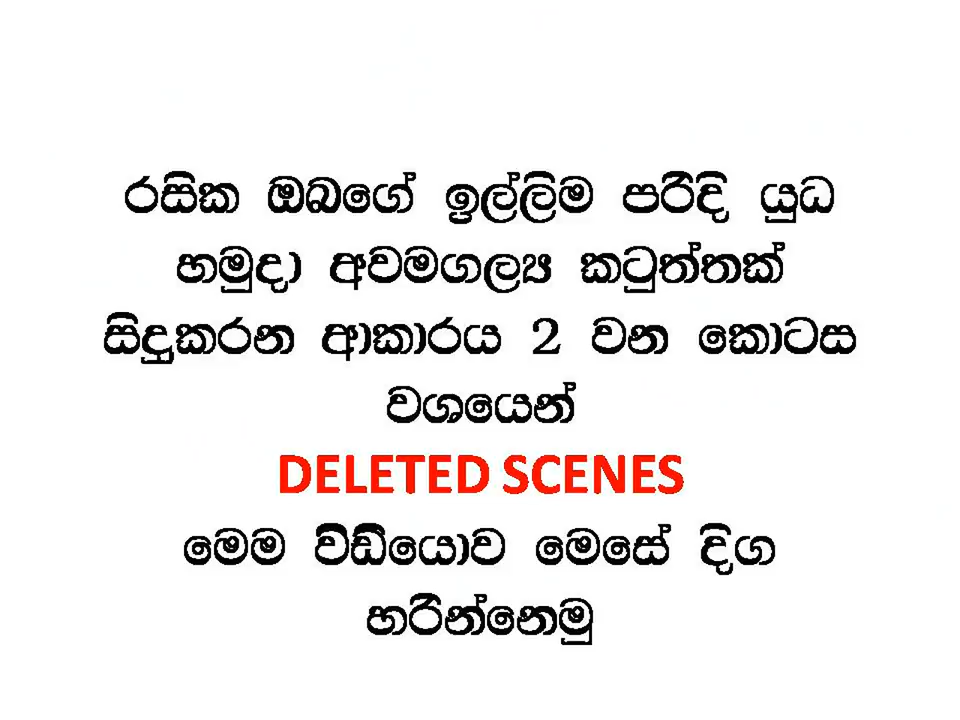 රසික ඔබගේ ඉල්ලීම පරිදි යුධ
හමුදා අවමගල්‍ය කටුත්තක්
සිදුකරන ආකාරය 2 වන කොටස
වශයෙන්
DELETED SCENES
මෙම වීඩියොව මෙසේ දිග
හරින්නෙමු